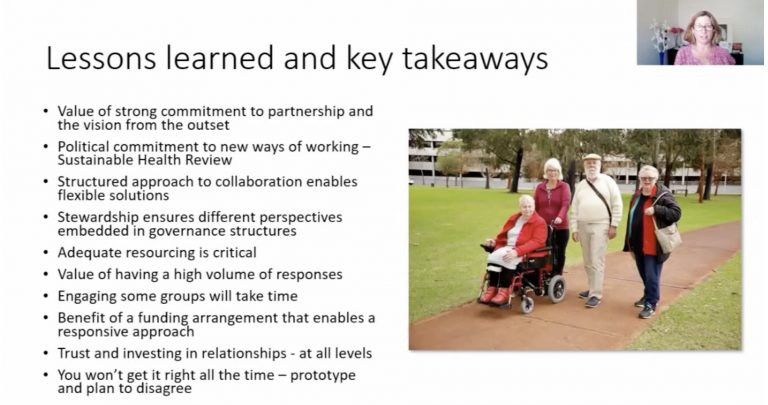 Lessons learned and key takeaways
• Value of strong commitment to partnership and
the vision from the outset
• Political commitment to new ways of working –
Sustainable Health Review
• Structured approach to collaboration enables
flexible solutions
• Stewardship ensures different perspectives
embedded in governance structures
• Adequate resourcing is critical
• Value of having a high volume of responses
• Engaging some groups will take time
• Benefit of a funding arrangement that enables a
responsive approach
• Trust and investing in relationships - at all levels
• You won’t get it right all the time – prototype
and plan to disagree